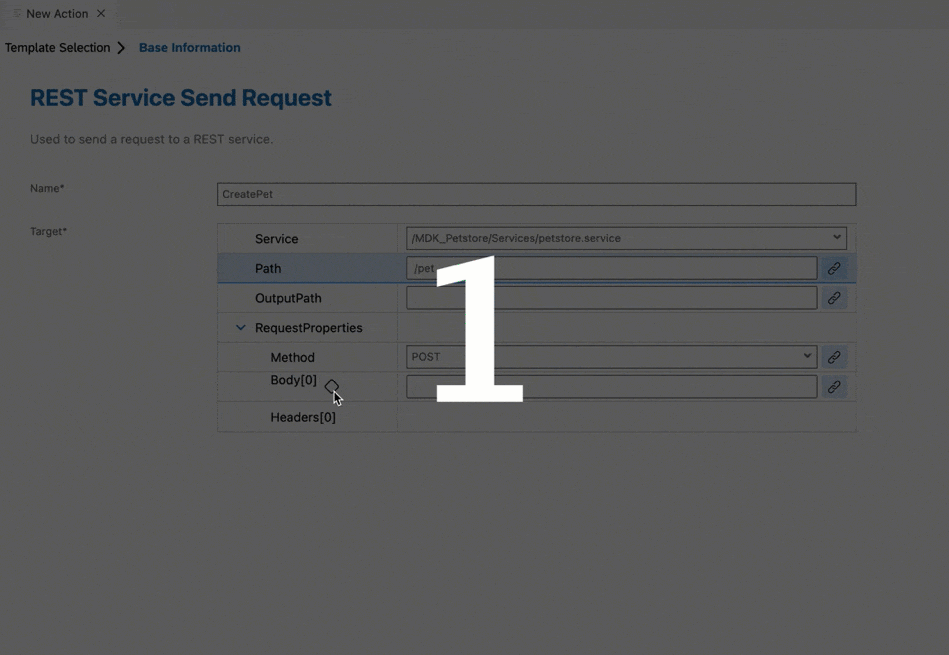 New Action
Template Selection Base Information
REST Service Send Request
Used to send a request to a REST service.
Name* CreatePet
Target*
Service /MDK_Petstore/Services/petstore.service
Path /pet
OutputPath
RequestProperties
Method POST
Body[0]
Headers[0]
1